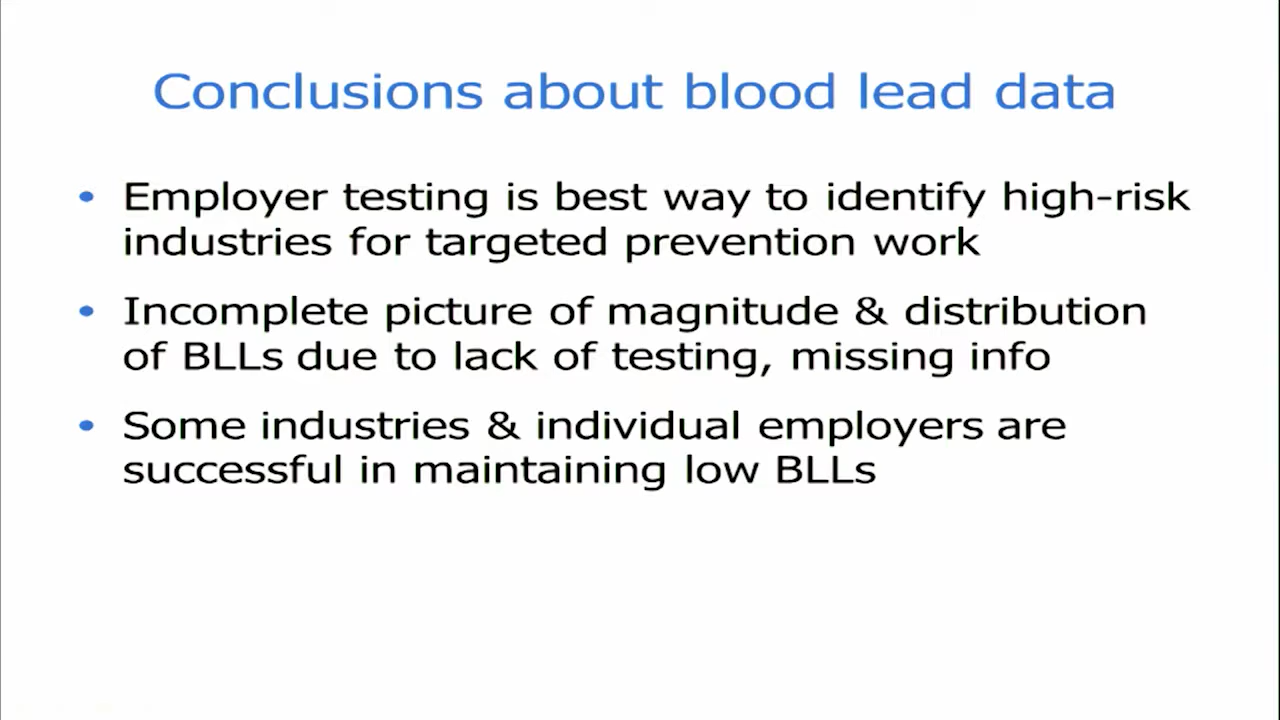 Conclusions about blood lead data
• Employer testing is best way to identify high-risk
industries for targeted prevention work
• Incomplete picture of magnitude & distribution
of BLLs due to lack of testing, missing info
• Some industries & individual employers are
successful in maintaining low BLLs